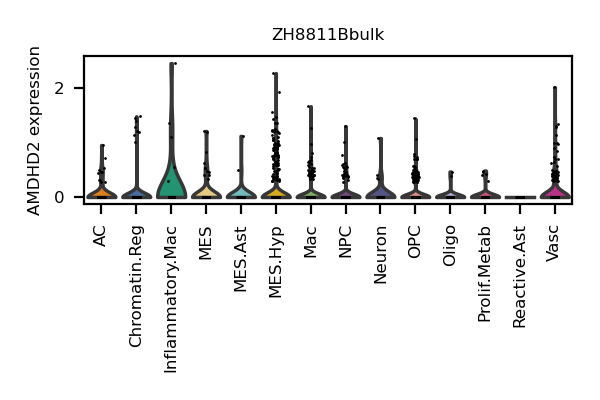 ZH8811Bbulk
AMDHD2 expression
2
0
AC
Chromatin.Reg
Inflammatory.Mac
MES
MES.Ast
MES.Hyp
Mac
NPC
Neuron
OPC
Oligo
Prolif.Metab
Reactive.Ast
Vasc